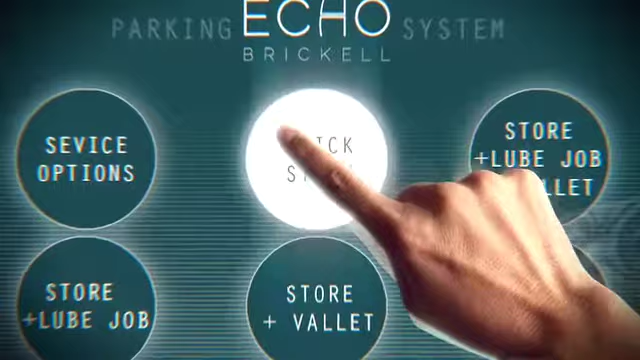 PARKING ECHO SYSTEM
BRICKELL
SEVICE
OPTIONS
STORE
+LUBE JOB
STORE
+LUBE JOB
STORE
+ VALLET